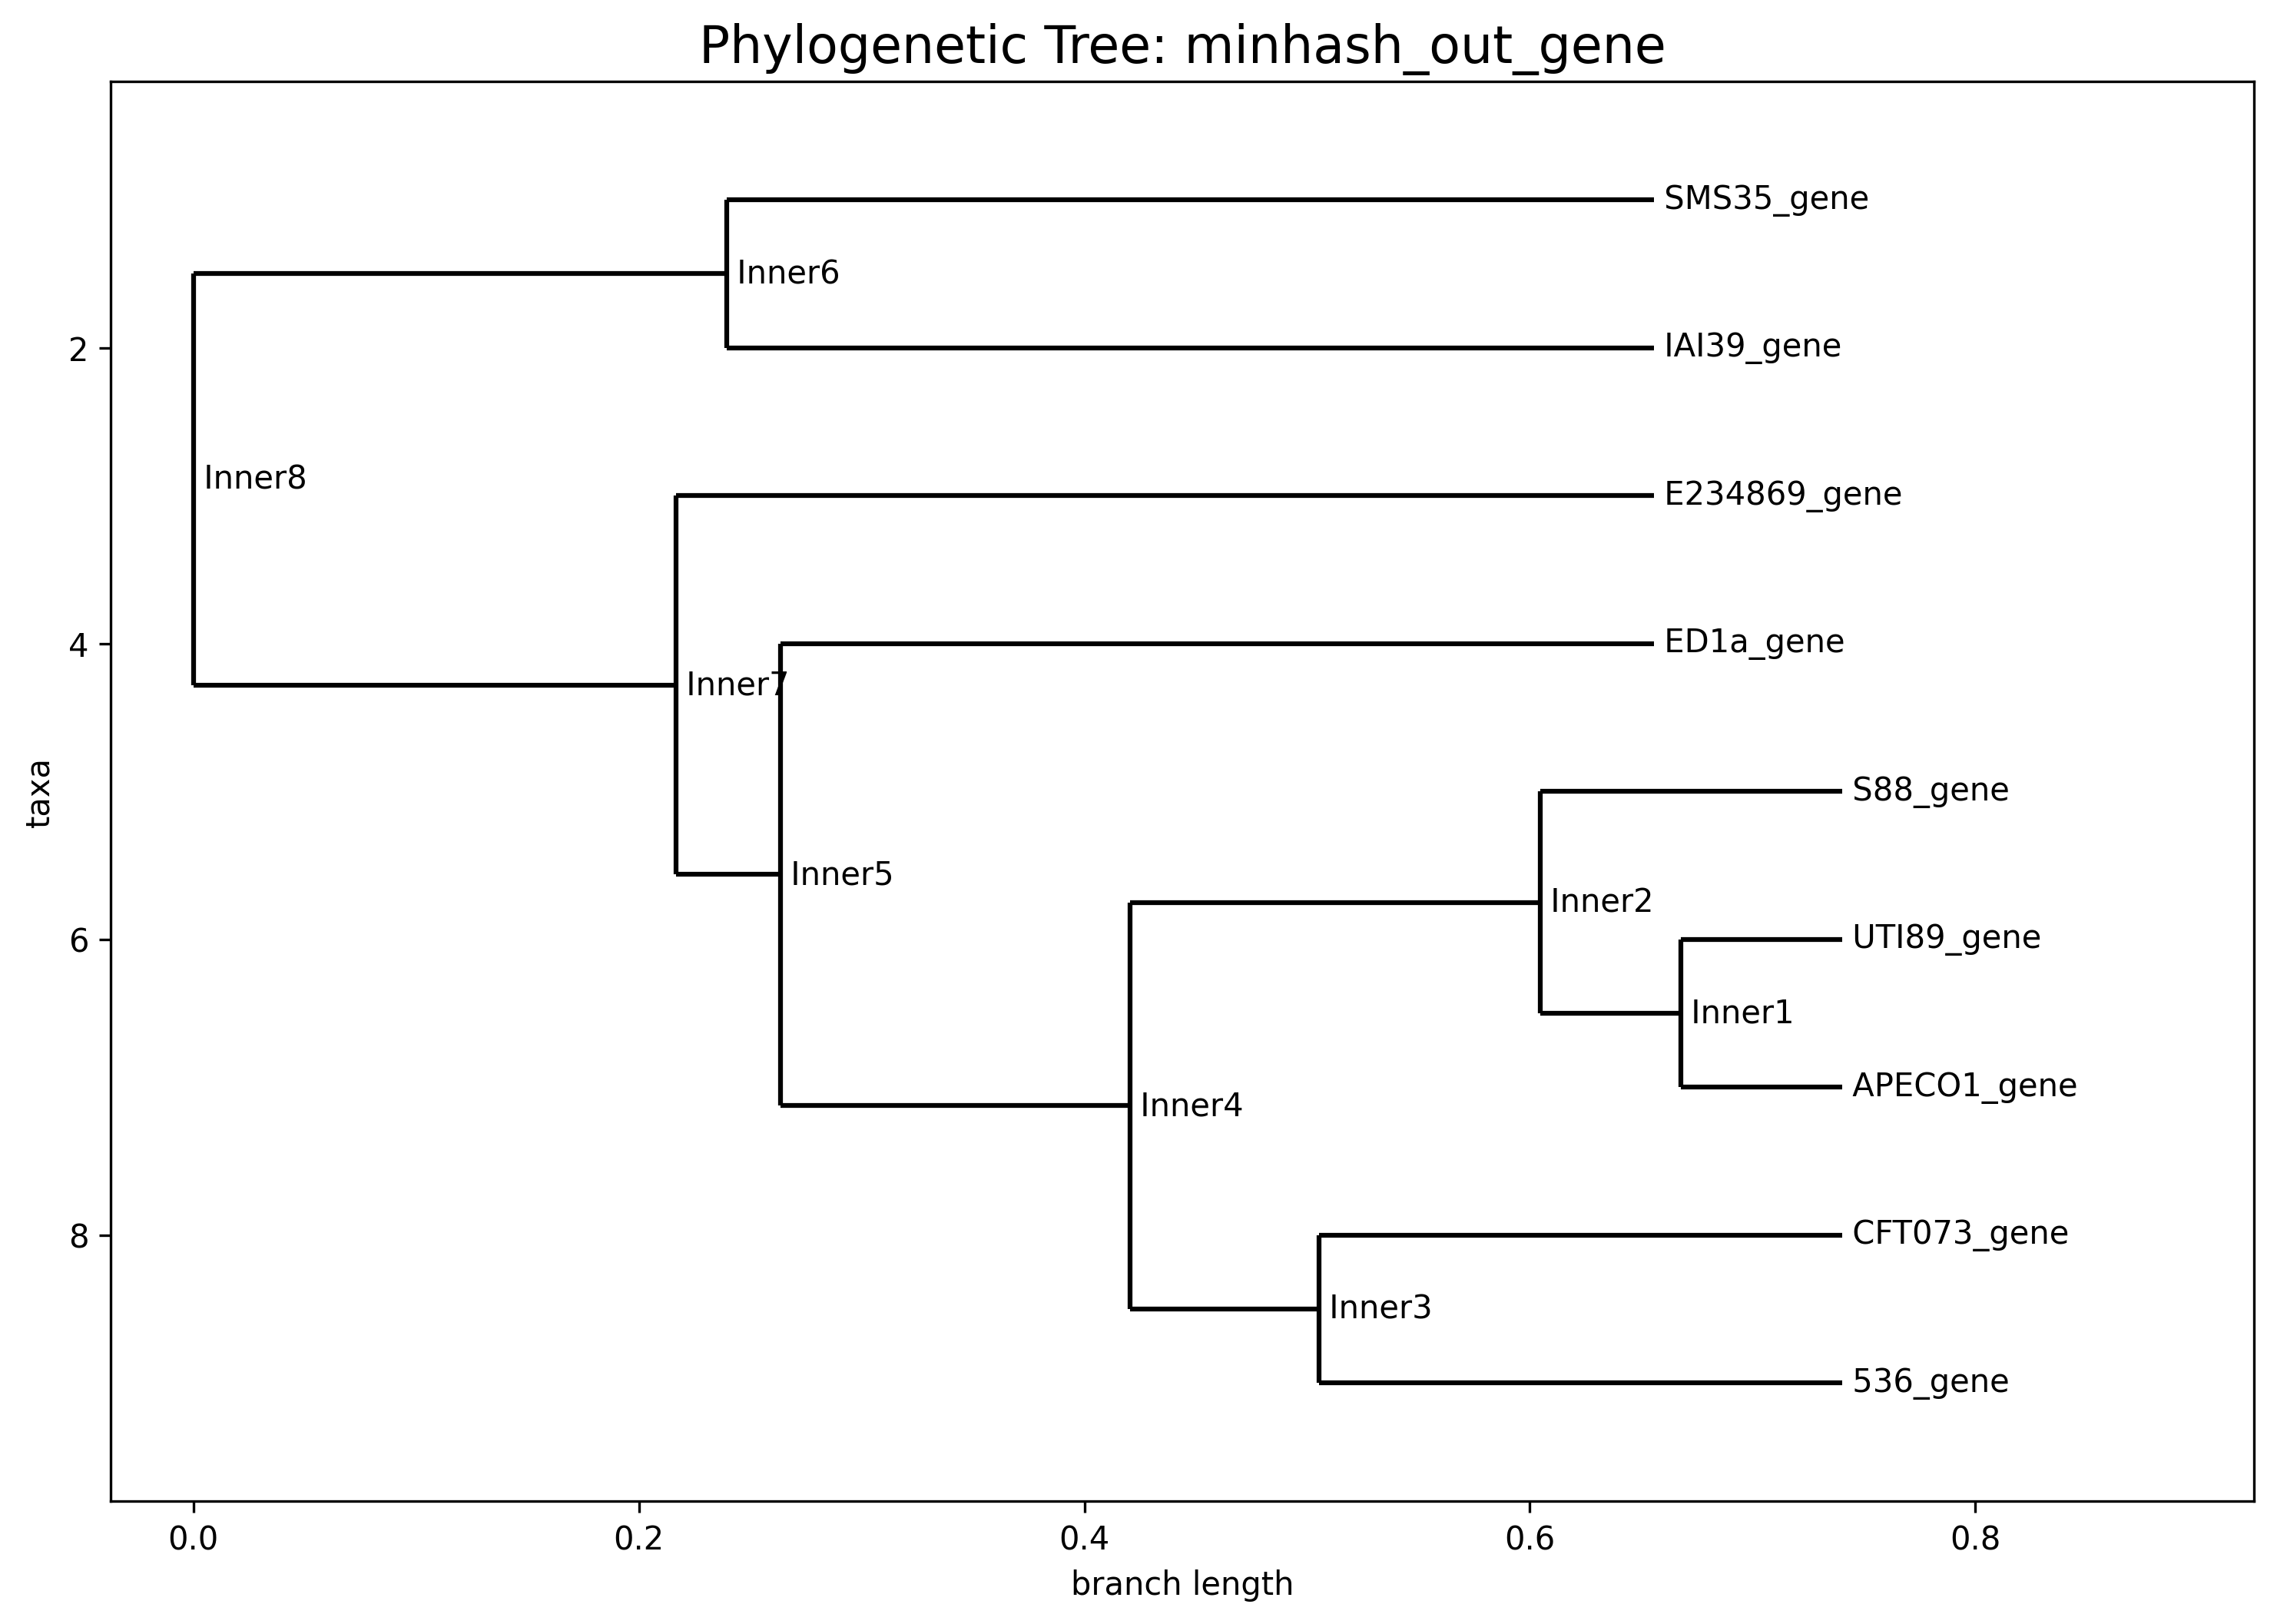 Phylogenetic Tree: minhash_out_gene
SMS35_gene
Inner6
2
IAI39_gene
Inner8
E234869_gene
4
ED1a_gene
Inner7
taxa
S88_gene
Inner5
Inner2
6
UTI89_gene
Inner1
APECO1_gene
Inner4
8
CFT073_gene
Inner3
536_gene
0.0 0.2 0.4 0.6 0.8
branch length